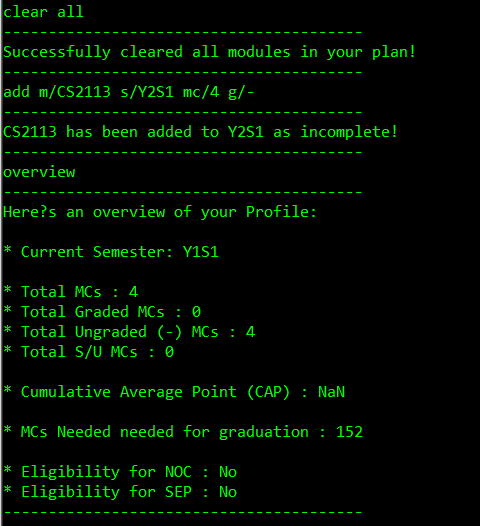 clear all
----------------------------------------
Successfully cleared all modules in your plan!
----------------------------------------
add m/CS2113 s/Y2S1 mc/4 g/-
----------------------------------------
CS2113 has been added to Y2S1 as incomplete!
----------------------------------------
overview
----------------------------------------
Here?s an overview of your Profile:
* Current Semester: Y1S1
* Total MCs : 4
* Total Graded MCs : 0
* Total Ungraded (-) MCs : 4
* Total S/U MCs : 0
* Cumulative Average Point (CAP) : NaN
* MCs Needed needed for graduation : 152
* Eligibility for NOC : No
* Eligibility for SEP : No
----------------------------------------